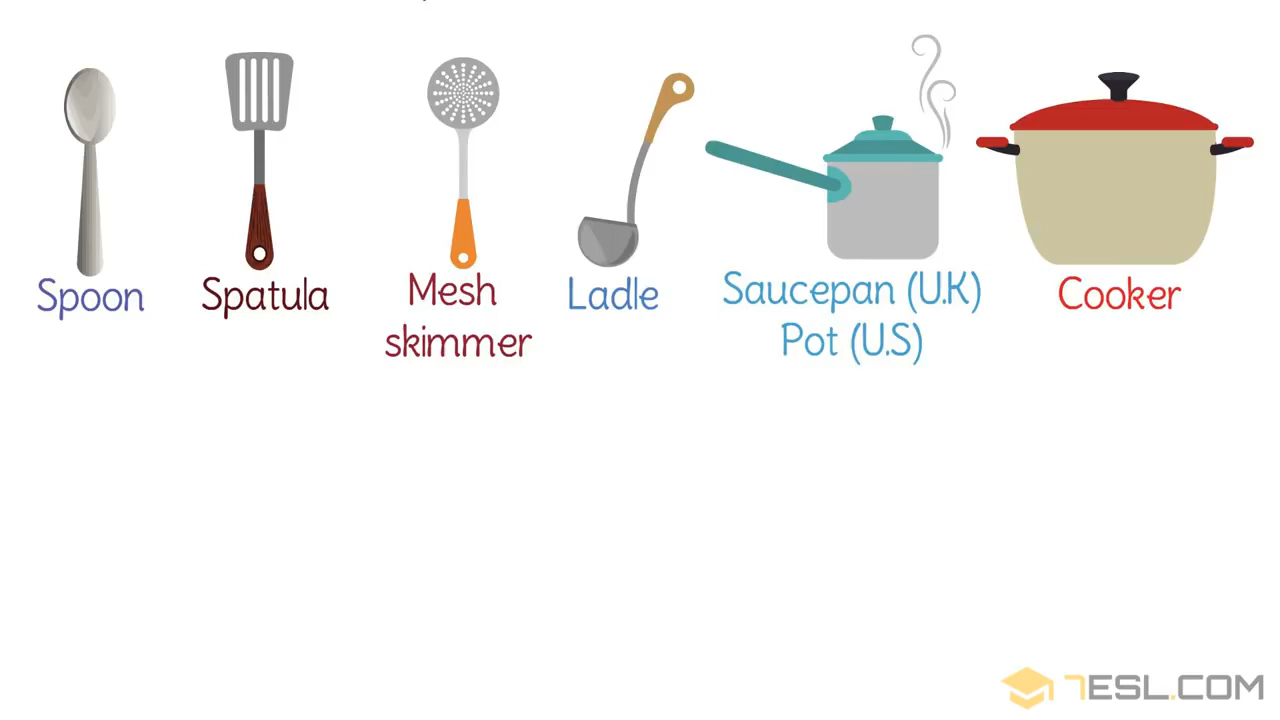 Spoon
Spatula
Mesh
skimmer
Ladle
Saucepan (U.K)
Pot (U.S)
Cooker
7ESL.COM